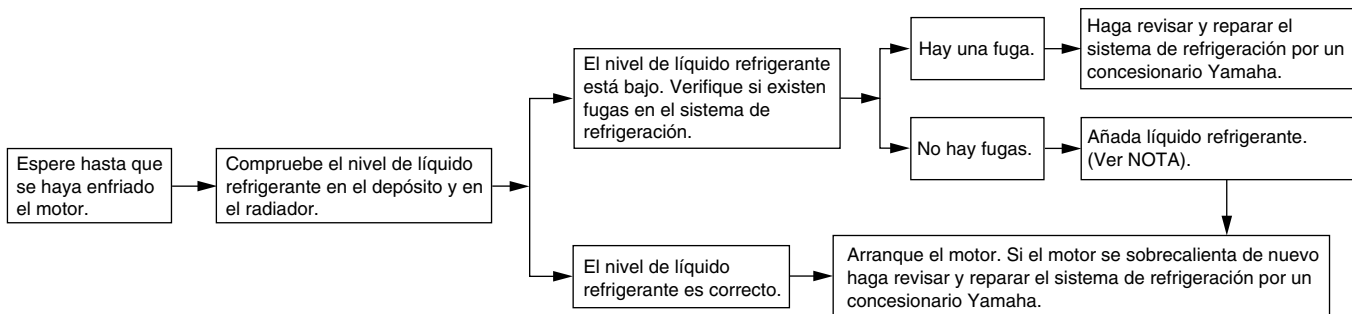 Espere hasta que
se haya enfriado
el motor.
Compruebe el nivel de líquido
refrigerante en el depósito y en
el radiador.
El nivel de líquido refrigerante
está bajo. Verifique si existen
fugas en el sistema de
refrigeración.
Hay una fuga.
Haga revisar y reparar el
sistema de refrigeración por un
concesionario Yamaha.
No hay fugas.
Añada líquido refrigerante.
(Ver NOTA).
El nivel de líquido
refrigerante es correcto.
Arranque el motor. Si el motor se sobrecalienta de nuevo
haga revisar y reparar el sistema de refrigeración por un
concesionario Yamaha.